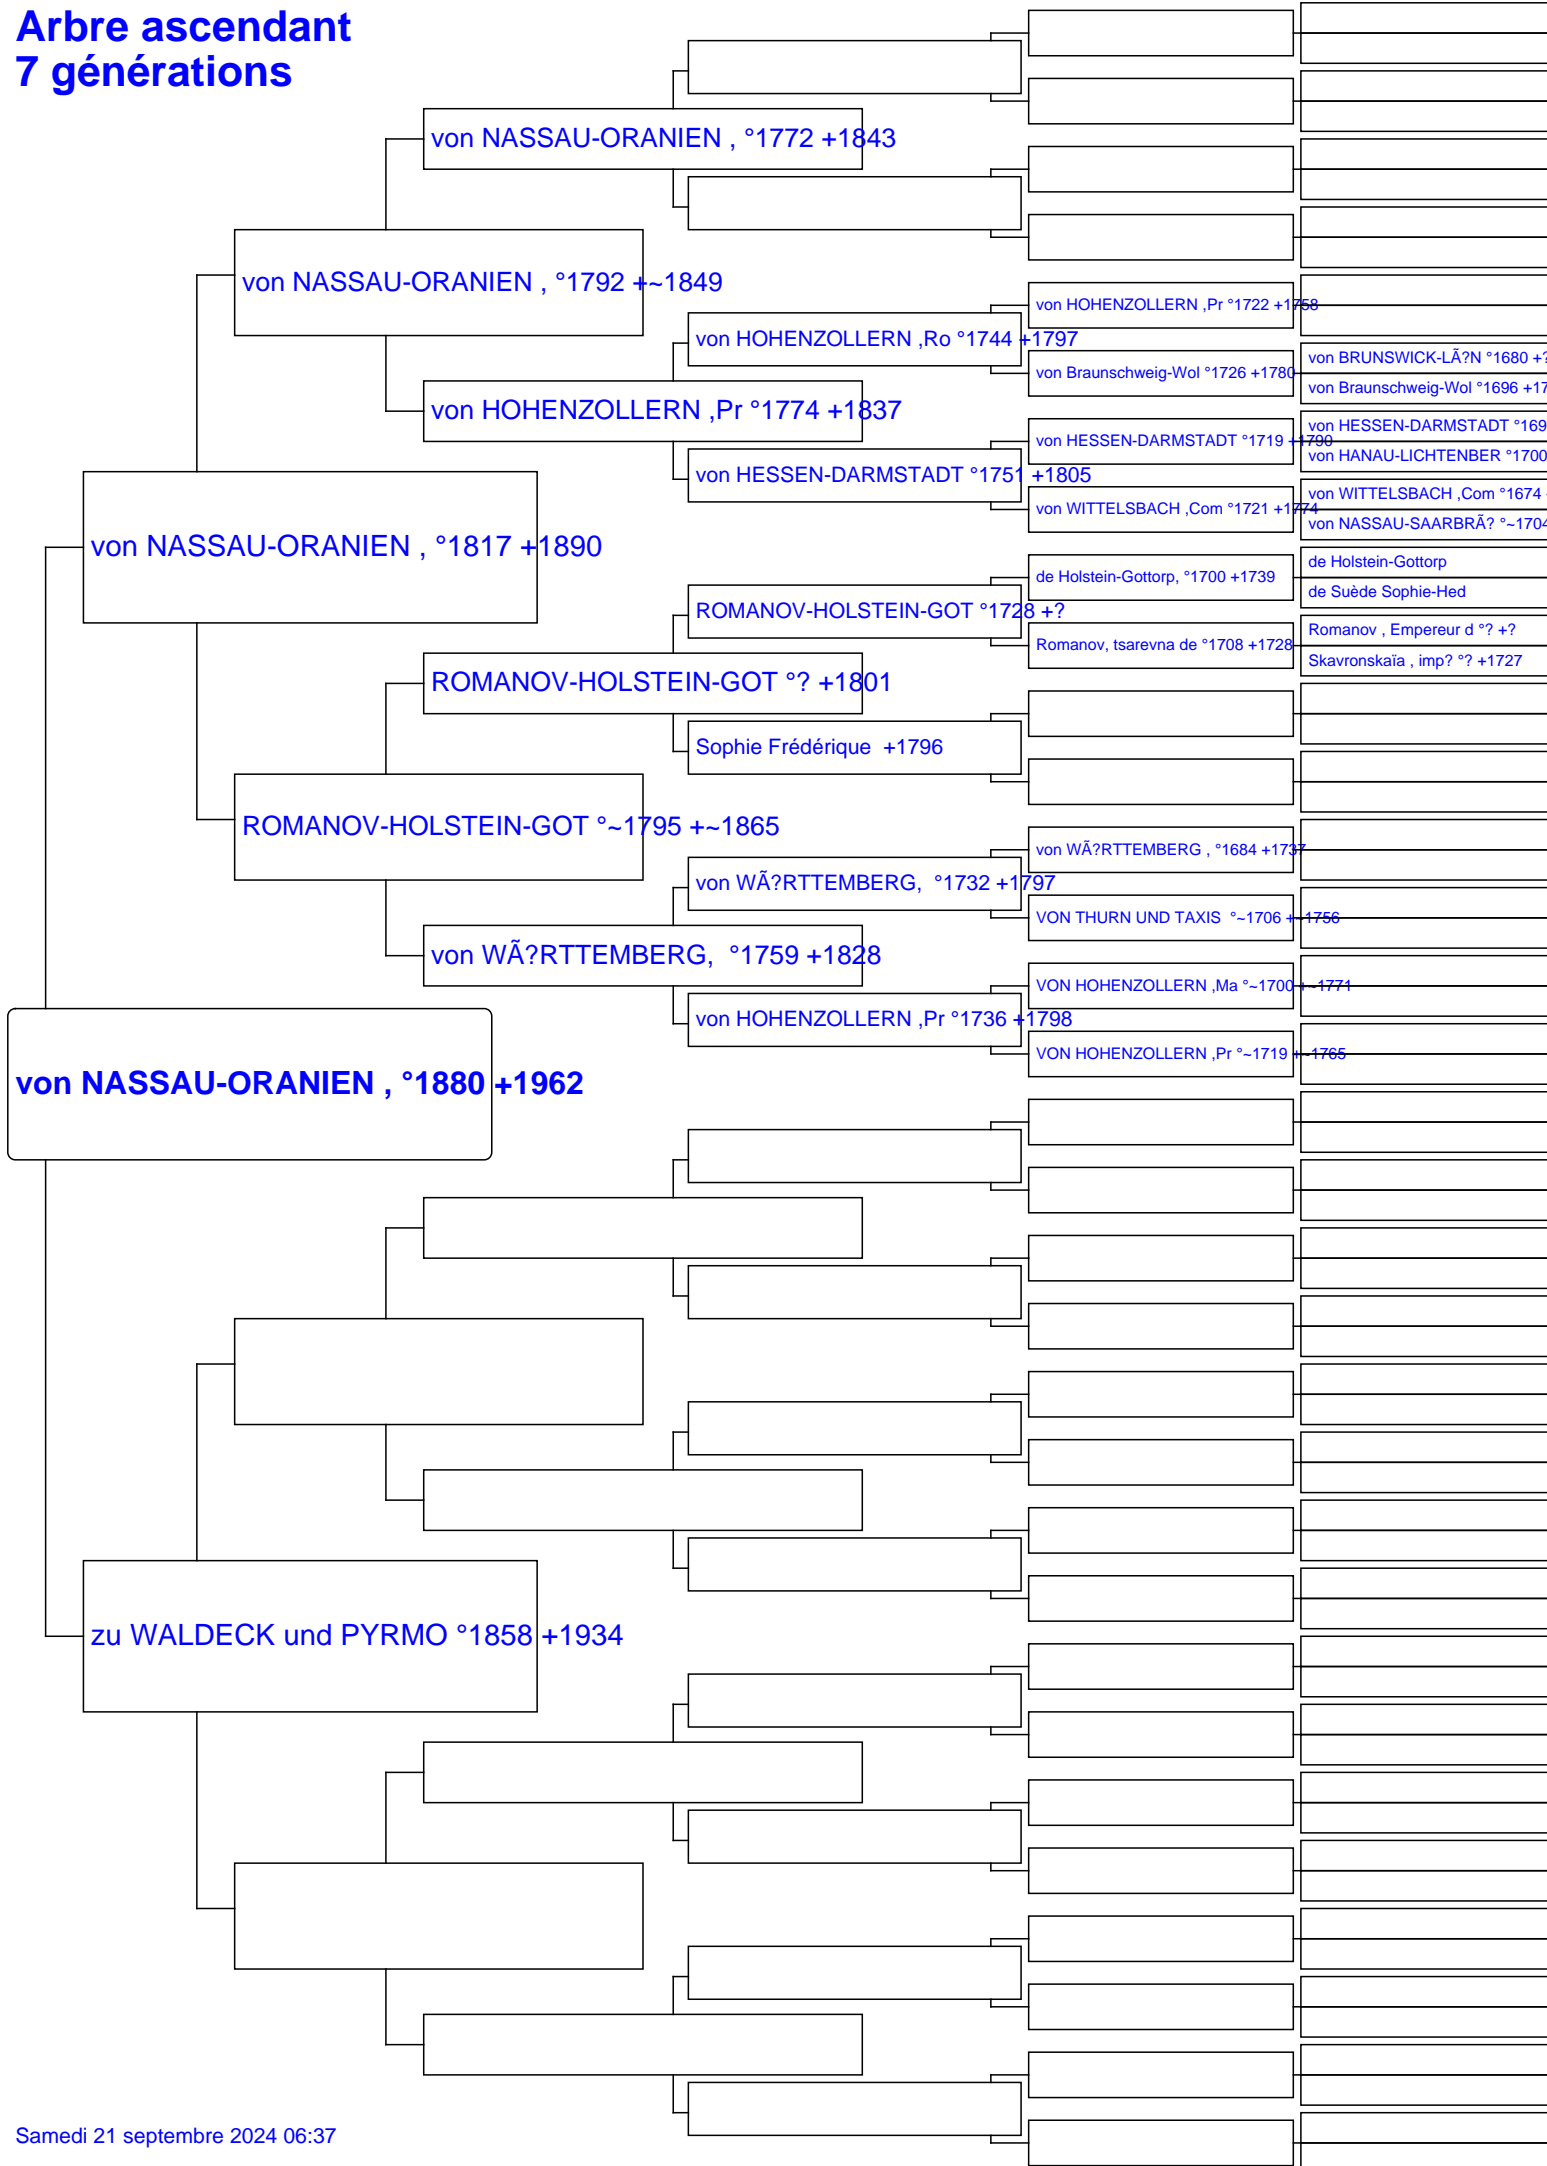 Arbre ascendant
7 générations
von NASSAU-ORANIEN , °1772 +1843
von NASSAU-ORANIEN , °1792 +~1849
von HOHENZOLLERN ,Pr °1722 +1758
von HOHENZOLLERN ,Ro °1744 +1797
von BRUNSWICK-LÃ?N °1680 +?
von Braunschweig-Wol °1726 +1780
von Braunschweig-Wol °1696 +17
von HOHENZOLLERN ,Pr °1774 +1837
von HESSEN-DARMSTADT °169
von HESSEN-DARMSTADT °1719 +1790
von HANAU-LICHTENBER °1700
von HESSEN-DARMSTADT °1751 +1805
von WITTELSBACH ,Com °1674
von WITTELSBACH ,Com °1721 +1774
von NASSAU-SAARBRÃ? °~1704
von NASSAU-ORANIEN , °1817 +1890
de Holstein-Gottorp
de Holstein-Gottorp, °1700 +1739
de Suède Sophie-Hed
ROMANOV-HOLSTEIN-GOT °1728 +?
Romanov , Empereur d °? +?
Romanov, tsarevna de °1708 +1728
Skavronskaïa , imp? °? +1727
ROMANOV-HOLSTEIN-GOT °? +1801
Sophie Frédérique  +1796
ROMANOV-HOLSTEIN-GOT °~1795 +~1865
von WÃ?RTTEMBERG , °1684 +1737
von WÃ?RTTEMBERG,  °1732 +1797
VON THURN UND TAXIS  °~1706 +~1756
von WÃ?RTTEMBERG,  °1759 +1828
VON HOHENZOLLERN ,Ma °~1700 +~1771
von HOHENZOLLERN ,Pr °1736 +1798
VON HOHENZOLLERN ,Pr °~1719 +~1765
von NASSAU-ORANIEN , °1880 +1962
zu WALDECK und PYRMO °1858 +1934
Samedi 21 septembre 2024 06:37